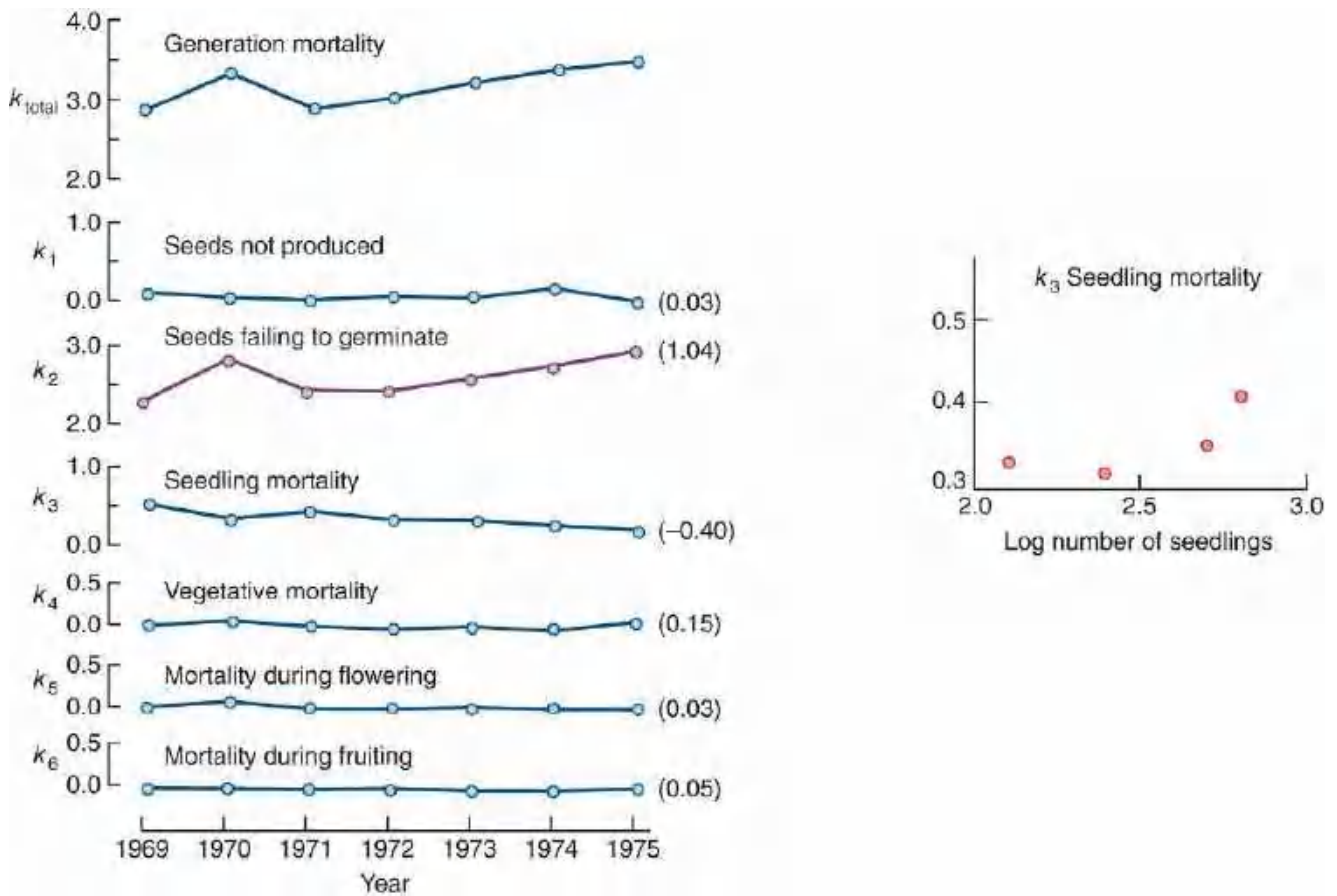 4.0
Generation mortality
k total 3.0
2.0
1.0
k1
Seeds not produced
0.0
(0.03)
Seeds failing to germinate
3.0
(1.04)
k2
2.0
1.0
Seedling mortality
k3
0.0
(–0.40)
k4
0.5
Vegetative mortality
0.0
(0.15)
k5
0.5
Mortality during flowering
0.0
(0.03)
k6
0.5
Mortality during fruiting
0.0
(0.05)
1969 1970 1971 1972 1973 1974 1975
Year
k3 Seedling mortality
0.5
0.4
0.3
2.0 2.5 3.0
Log number of seedlings